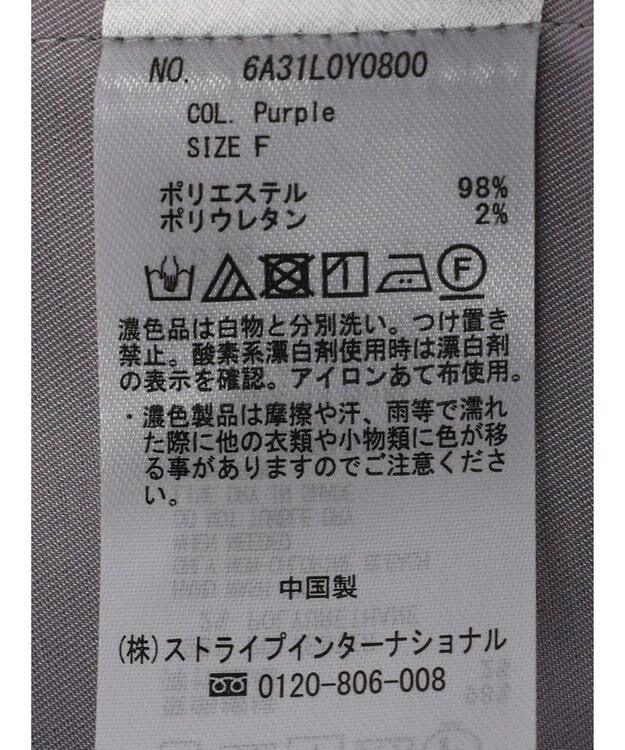 NO. 6A31L0Y0800
COL. Purple
SIZE F
ポリエステル 98%
ポリウレタン 2%
F
濃色品は白物と分別洗い。つけ置き
禁止。酸素系漂白剤使用時は漂白剤
の表示を確認。アイロンあて布使用。
・濃色製品は摩擦や汗、雨等で濡れ
た際に他の衣類や小物類に色が移
る事がありますのでご注意くださ
い。
中国製
(株)ストライプインターナショナル
0120-806-008